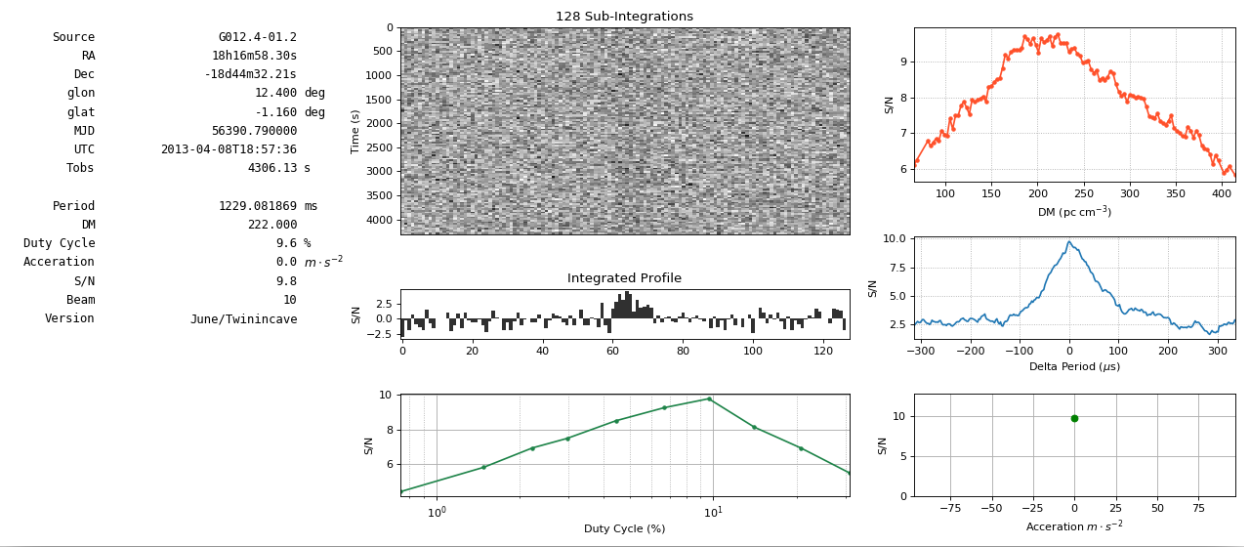 Source G012.4-01.2
RA 18h16m58.30s
Dec -18d44m32.21s
glon 12.400 deg
glat -1.160 deg
MJD 56390.790000
UTC 2013-04-08T18:57:36
Tobs 4306.13 s
Period 1229.081869 ms
DM 222.000
Duty Cycle 9.6 %
Acceration 0.0 m · s⁻²
S/N 9.8
Beam 10
Version June/Twinincave
128 Sub-Integrations
0
500
1000
1500
2000
2500
3000
3500
4000
Time (s)
Integrated Profile
2.5
0.0
−2.5
S/N
0 20 40 60 80 100 120
10
8
6
S/N
10⁰ 10¹
Duty Cycle (%)
9
8
7
6
S/N
100 150 200 250 300 350 400
DM (pc cm⁻³)
10.0
7.5
5.0
2.5
S/N
−300 −200 −100 0 100 200 300
Delta Period (μs)
10
5
0
S/N
−75 −50 −25 0 25 50 75
Acceration m · s⁻²